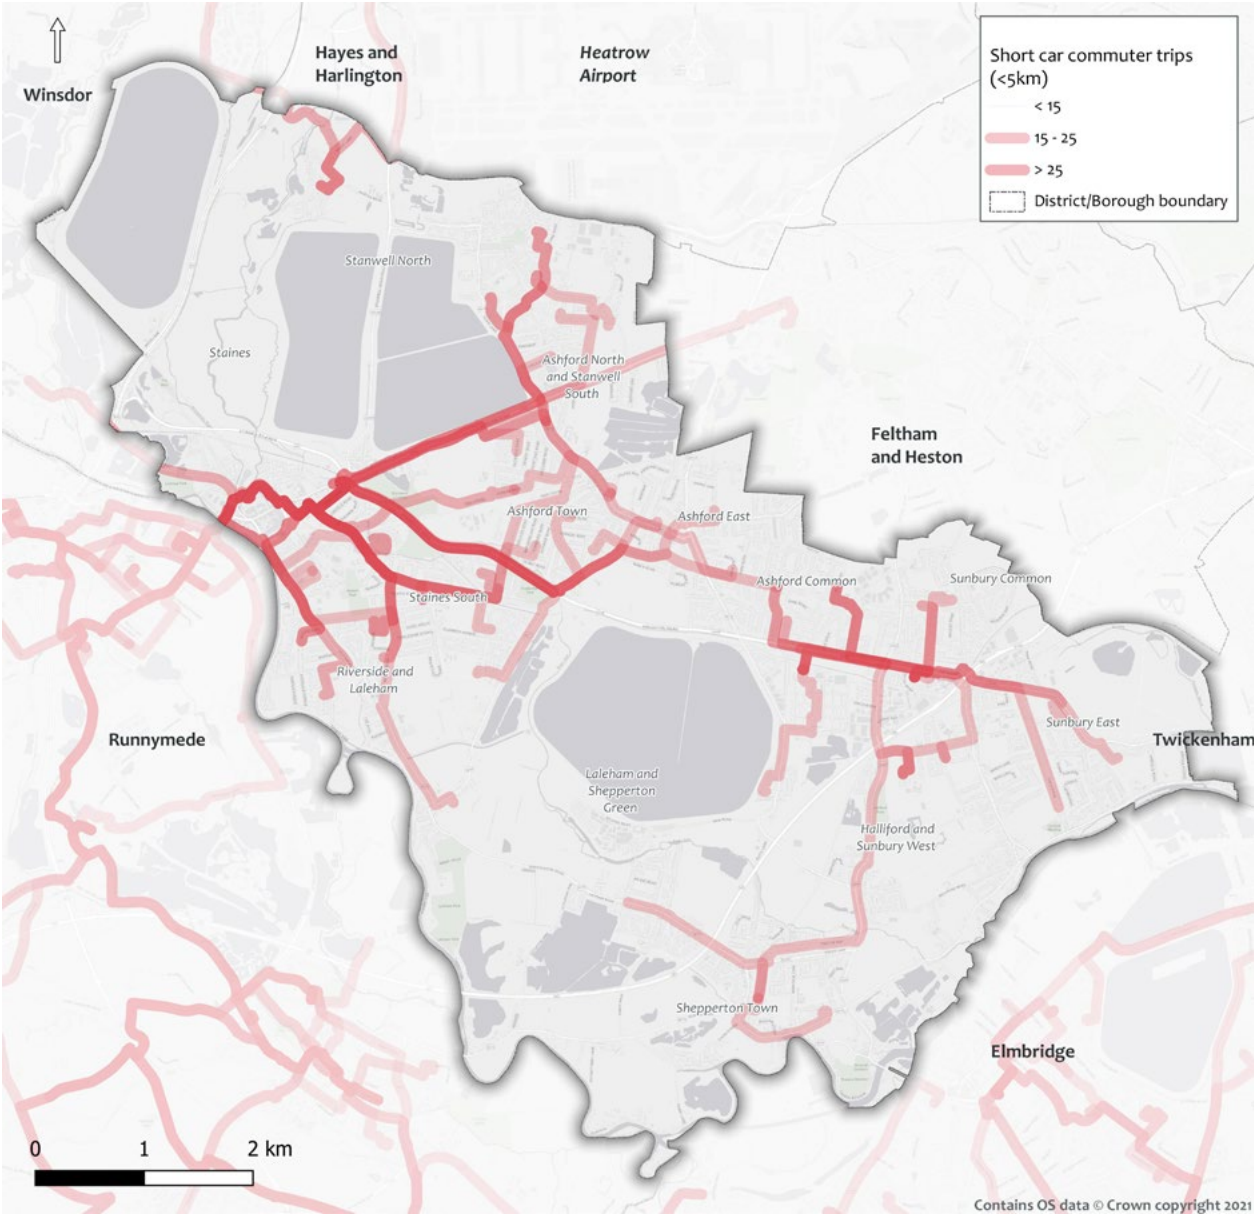 Hayes and
Harlington
Heatrow
Airport
Winsdor
Short car commuter trips
(<5km)
< 15
15 - 25
> 25
District/Borough boundary
Stanwell North
Staines
Ashford North
and Stanwell
South
Feltham
and Heston
Ashford Town
Ashford East
Ashford Common
Sunbury Common
Staines South
Riverside and
Laleham
Runnymede
Sunbury East
Twickenham
Laleham and
Shepperton
Green
Halliford and
Sunbury West
Shepperton Town
Elmbridge
0 1 2 km
Contains OS data © Crown copyright 2021